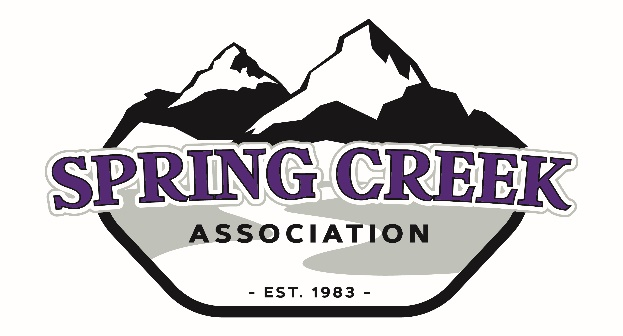 SPRING CREEK
ASSOCIATION
- EST. 1983 -